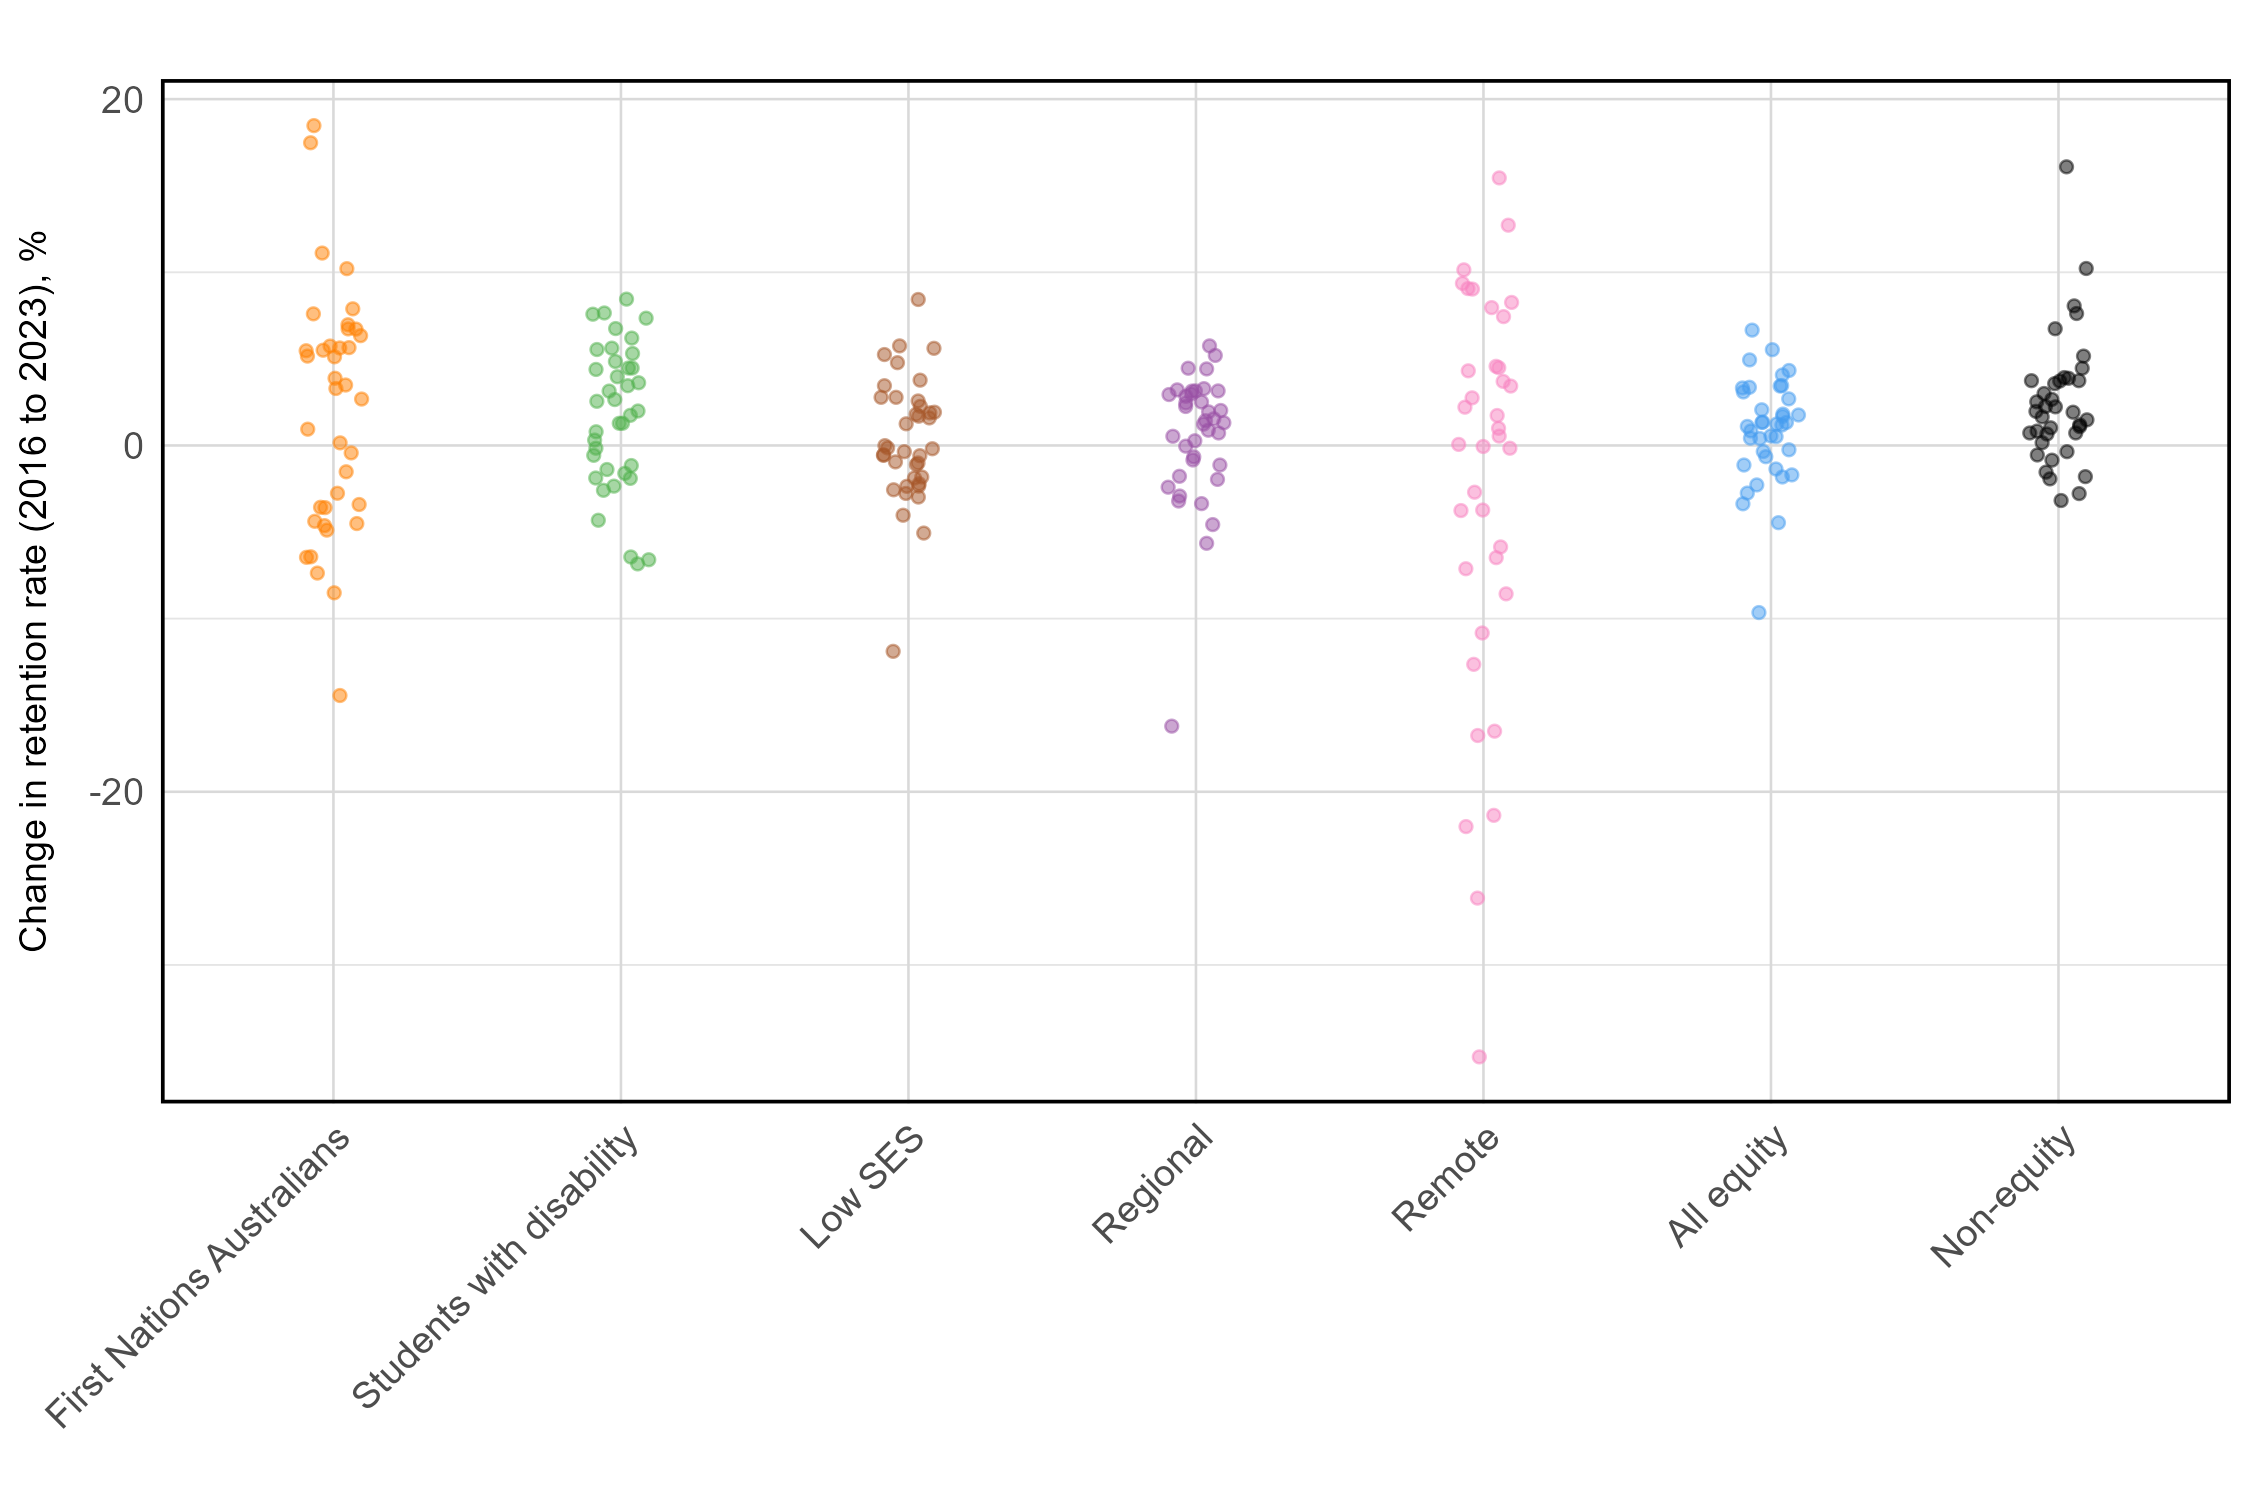 Change in retention rate (2016 to 2023), %
20
0
-20
First Nations Australians
Students with disability
Low SES
Regional
Remote
All equity
Non-equity